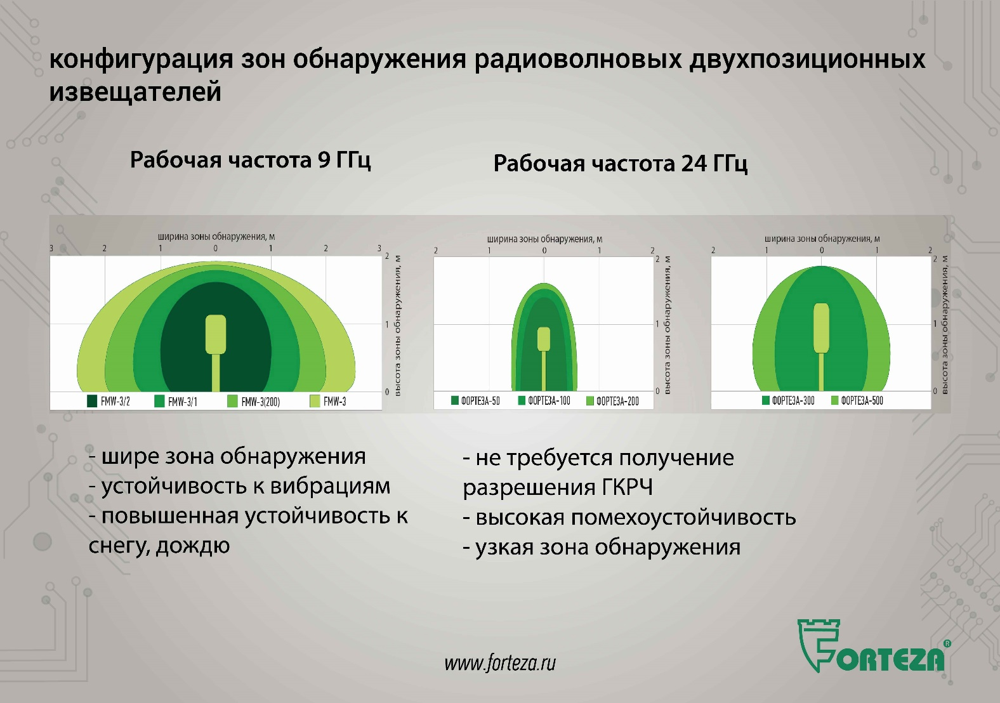 конфигурация зон обнаружения радиоволновых двухпозиционных
извещателей
Рабочая частота 9 ГГц
Рабочая частота 24 ГГц
ширина зоны обнаружения, м
3 2 1 0 1 2 3
2
1
0
высота зоны обнаружения, м
FMW-3/2 FMW-3/1 FMW-3(200) FMW-3
ширина зоны обнаружения, м
2 1 0 1 2
2
1
0
высота зоны обнаружения, м
ФОРТЕЗА-50 ФОРТЕЗА-100 ФОРТЕЗА-200
ширина зоны обнаружения, м
2 1 0 1 2
2
1
0
высота зоны обнаружения, м
ФОРТЕЗА-300 ФОРТЕЗА-500
- шире зона обнаружения
- устойчивость к вибрациям
- повышенная устойчивость к
снегу, дождю
- не требуется получение
разрешения ГКРЧ
- высокая помехоустойчивость
- узкая зона обнаружения
www.forteza.ru
FORTEZA®